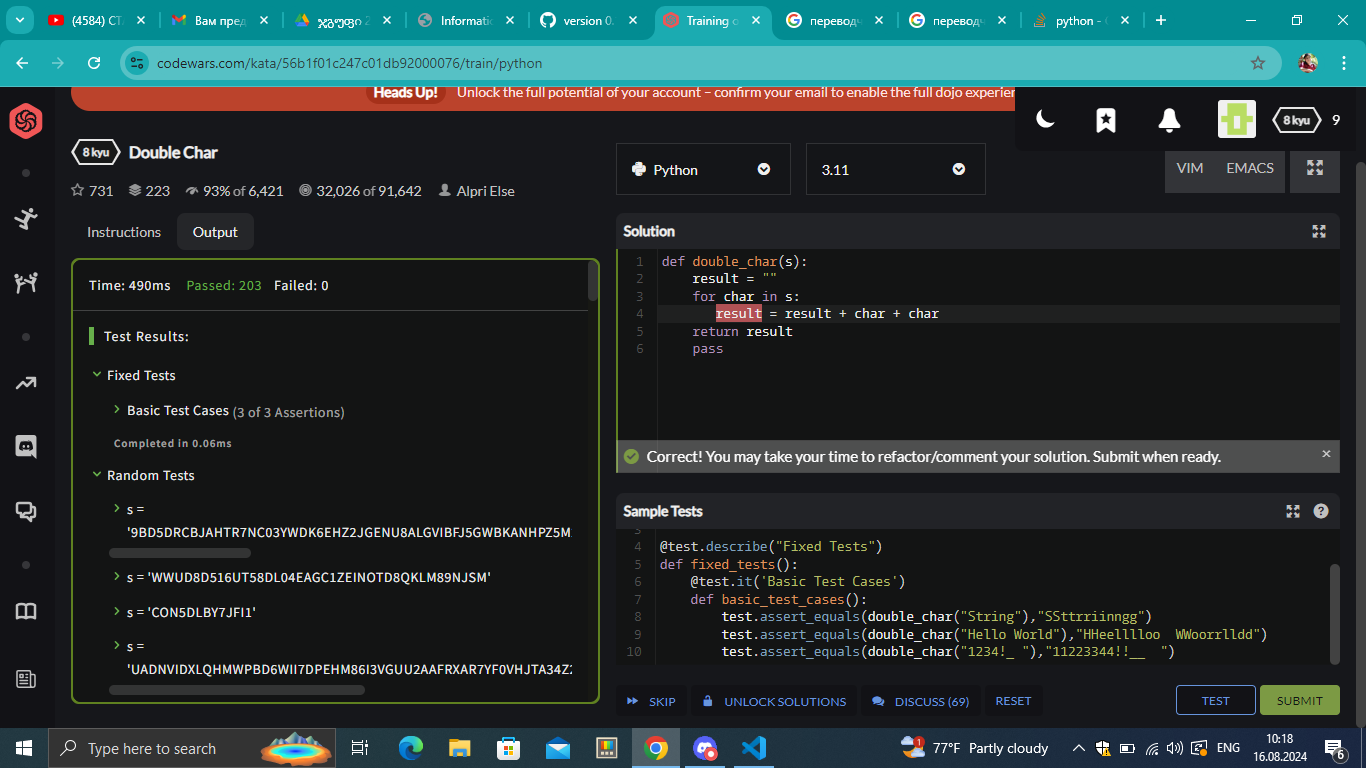 (4584) СТА
Вам пред
ჯგუფი 2
Informatic
version 0.
Training o
переводч
переводч
python - 
codewars.com/kata/56b1f01c247c01db92000076/train/python
Heads Up! Unlock the full potential of your account – confirm your email to enable the full dojo experien
8 kyu 9
8 kyu Double Char
731 223 93% of 6,421 32,026 of 91,642 Alpri Else
Python 3.11 VIM EMACS
Instructions Output
Time: 490ms Passed: 203 Failed: 0
Test Results:
Fixed Tests
Basic Test Cases (3 of 3 Assertions)
Completed in 0.06ms
Random Tests
s =
'9BD5DRCBJAHTR7NC03YWDK6EHZ2JGENU8ALGVIBFJ5GWBKANHPZ5M
s = 'WWUD8D516UT58DL04EAGC1ZEINOTD8QKLM89NJSM'
s = 'CON5DLBY7JFI1'
s =
'UADNVIDXLQHMWPBD6WII7DPEHM86I3VGUU2AAFRXAR7YF0VHJTA34Z2
Solution
1 def double_char(s):
2 result = ""
3 for char in s:
4 result = result + char + char
5 return result
6 pass
Correct! You may take your time to refactor/comment your solution. Submit when ready.
Sample Tests
3
4 @test.describe("Fixed Tests")
5 def fixed_tests():
6 @test.it('Basic Test Cases')
7 def basic_test_cases():
8 test.assert_equals(double_char("String"),"SSttrriinngg")
9 test.assert_equals(double_char("Hello World"),"HHeelllloo  WWoorrlldd")
10 test.assert_equals(double_char("1234!_ "),"11223344!!__  ")
SKIP UNLOCK SOLUTIONS DISCUSS (69) RESET TEST SUBMIT
Type here to search
1 77°F Partly cloudy ENG 10:18
16.08.2024 6